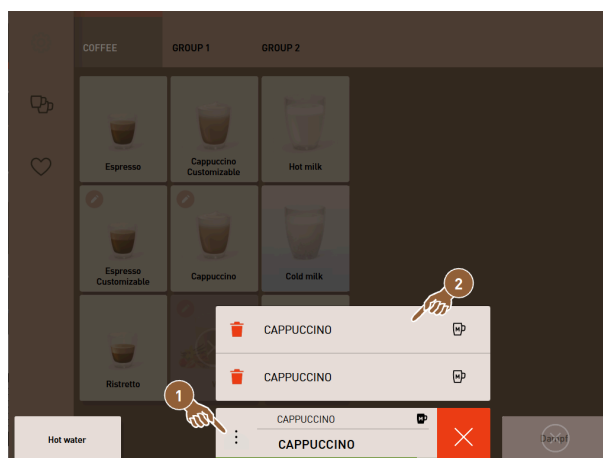 COFFEE
GROUP 1
GROUP 2
Espresso
Cappuccino
Customizable
Hot milk
Espresso
Customizable
Cappuccino
Cold milk
2
CAPPUCCINO
M
CAPPUCCINO
M
Ristretto
1
CAPPUCCINO
M
CAPPUCCINO
Hot water
Dampf